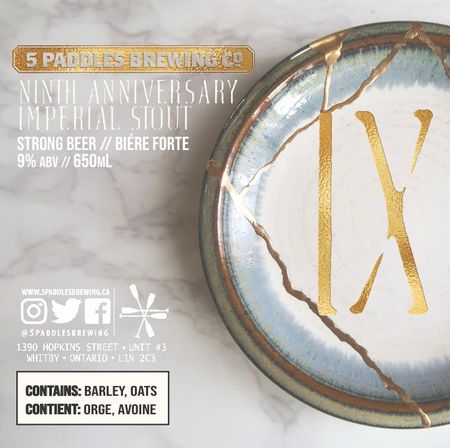 5 PADDLES BREWING Cº
NINTH ANNIVERSARY
IMPERIAL STOUT
STRONG BEER // BIÉRE FORTE
9% ABV // 650mL
IX
WWW.5PADDLESBREWING.CA
@5PADDLESBREWING
1390 HOPKINS STREET • UNIT #3
WHITBY • ONTARIO • L1N 2C3
CONTAINS: BARLEY, OATS
CONTIENT: ORGE, AVOINE